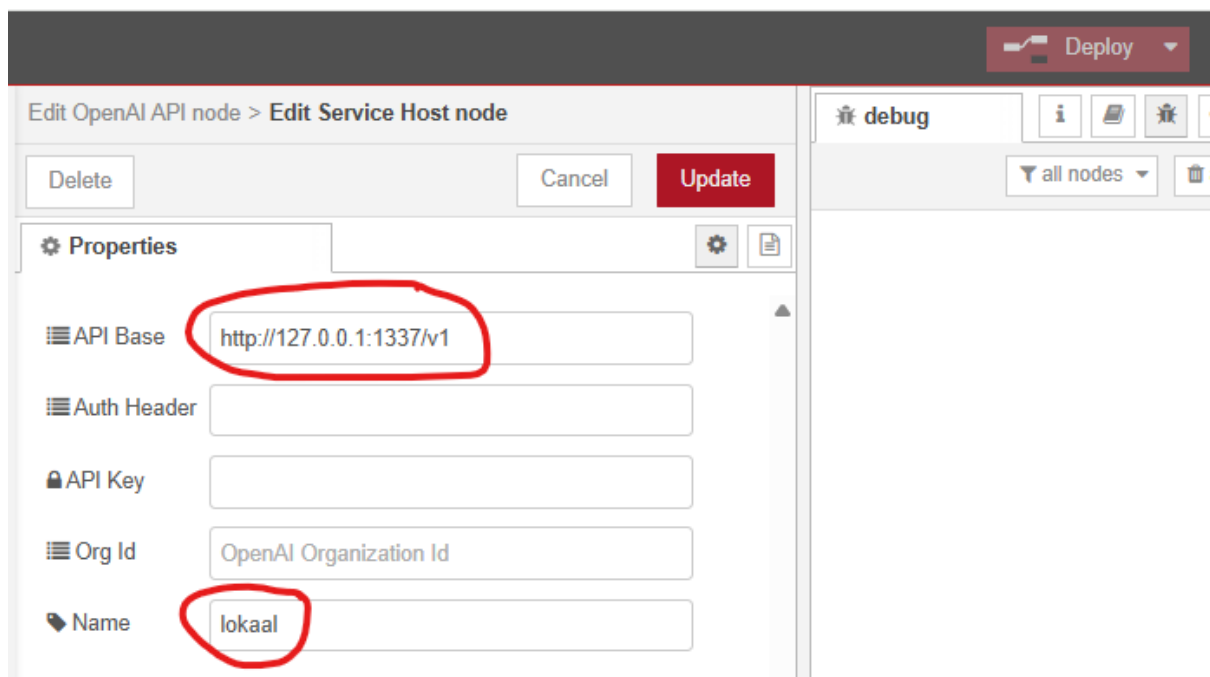 Deploy
Edit OpenAI API node > Edit Service Host node
debug
i
Delete
Cancel
Update
all nodes
Properties
API Base
http://127.0.0.1:1337/v1
Auth Header
API Key
Org Id
OpenAI Organization Id
Name
lokaal